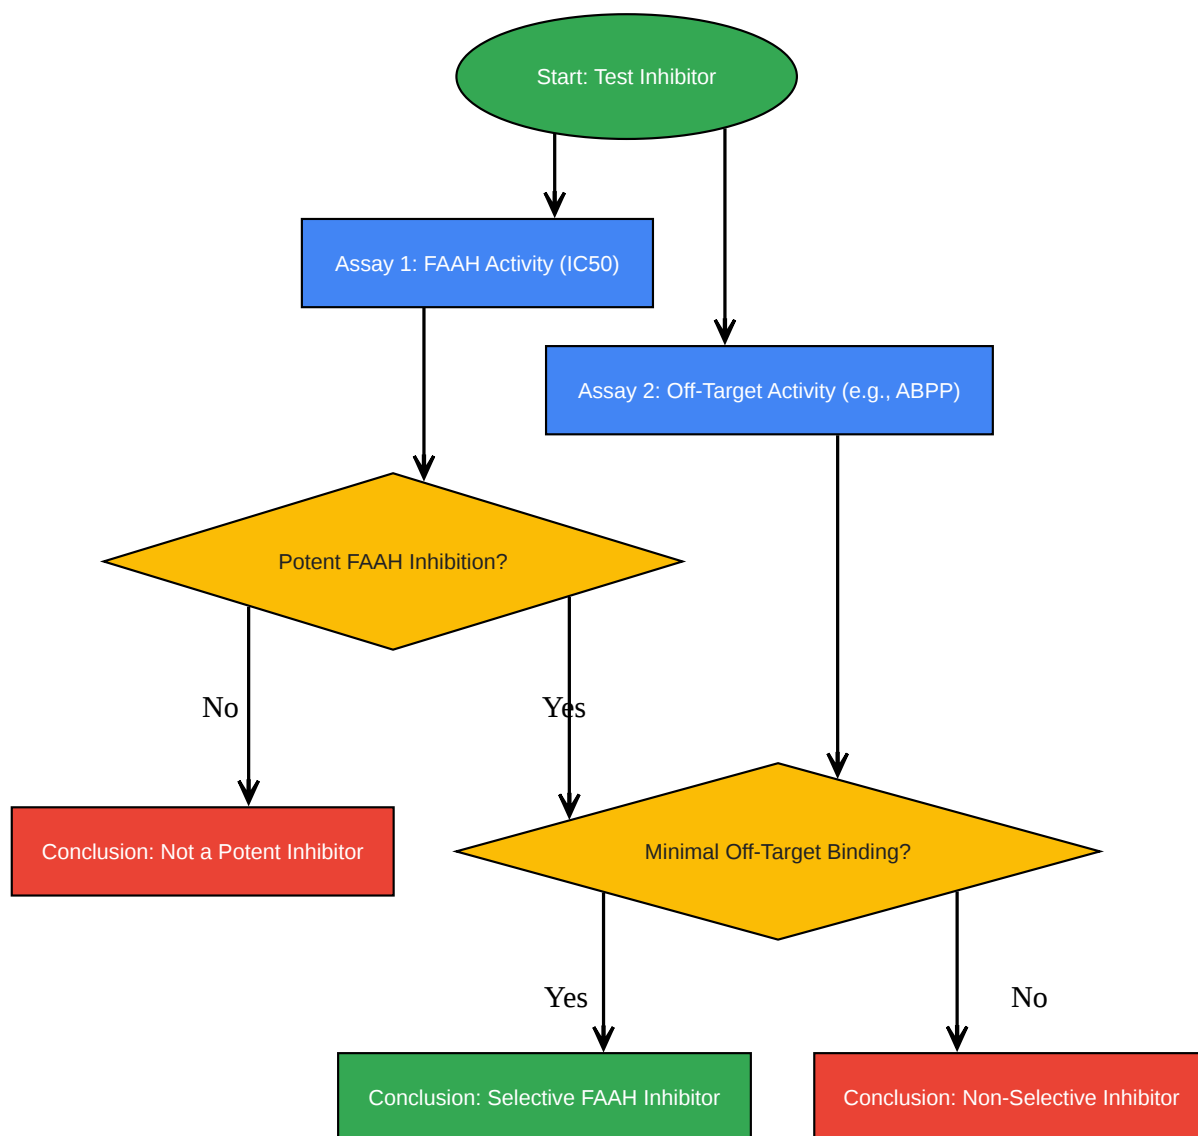 Start: Test Inhibitor
Assay 1: FAAH Activity (IC50)
Assay 2: Off-Target Activity (e.g., ABPP)
Potent FAAH Inhibition?
No
Yes
Conclusion: Not a Potent Inhibitor
Minimal Off-Target Binding?
Yes
No
Conclusion: Selective FAAH Inhibitor
Conclusion: Non-Selective Inhibitor